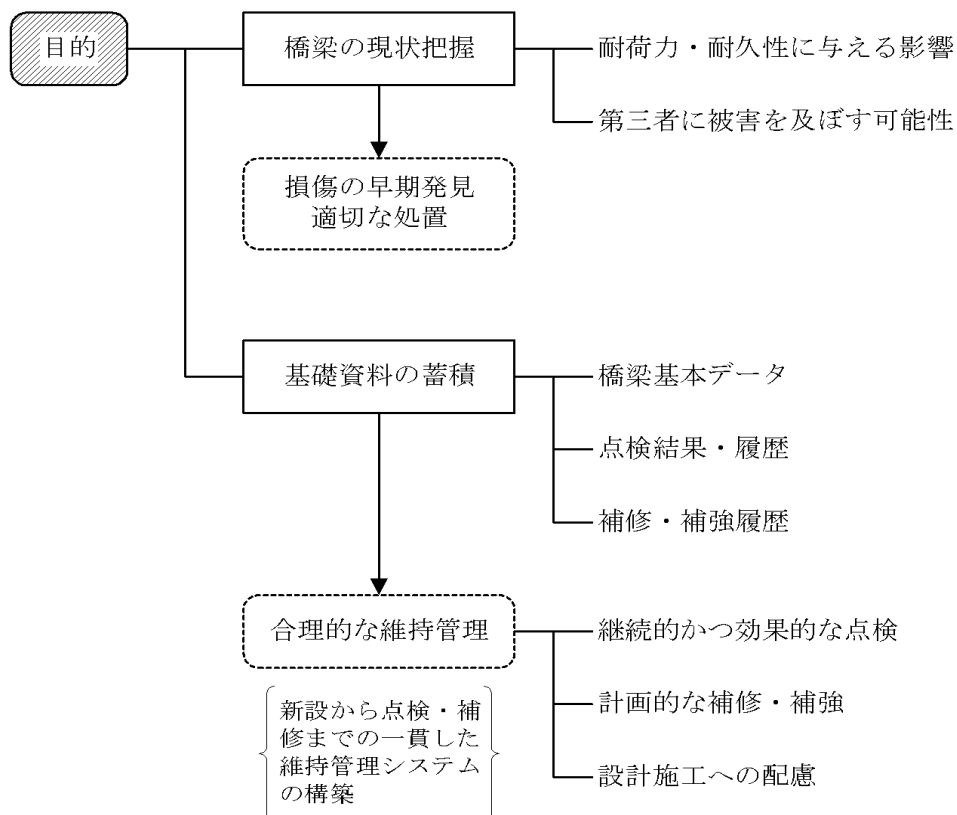 目的
橋梁の現状把握
耐荷力・耐久性に与える影響
第三者に被害を及ぼす可能性
損傷の早期発見
適切な処置
基礎資料の蓄積
橋梁基本データ
点検結果・履歴
補修・補強履歴
合理的な維持管理
継続的かつ効果的な点検
計画的な補修・補強
設計施工への配慮
新設から点検・補
修までの一貫した
維持管理システム
の構築